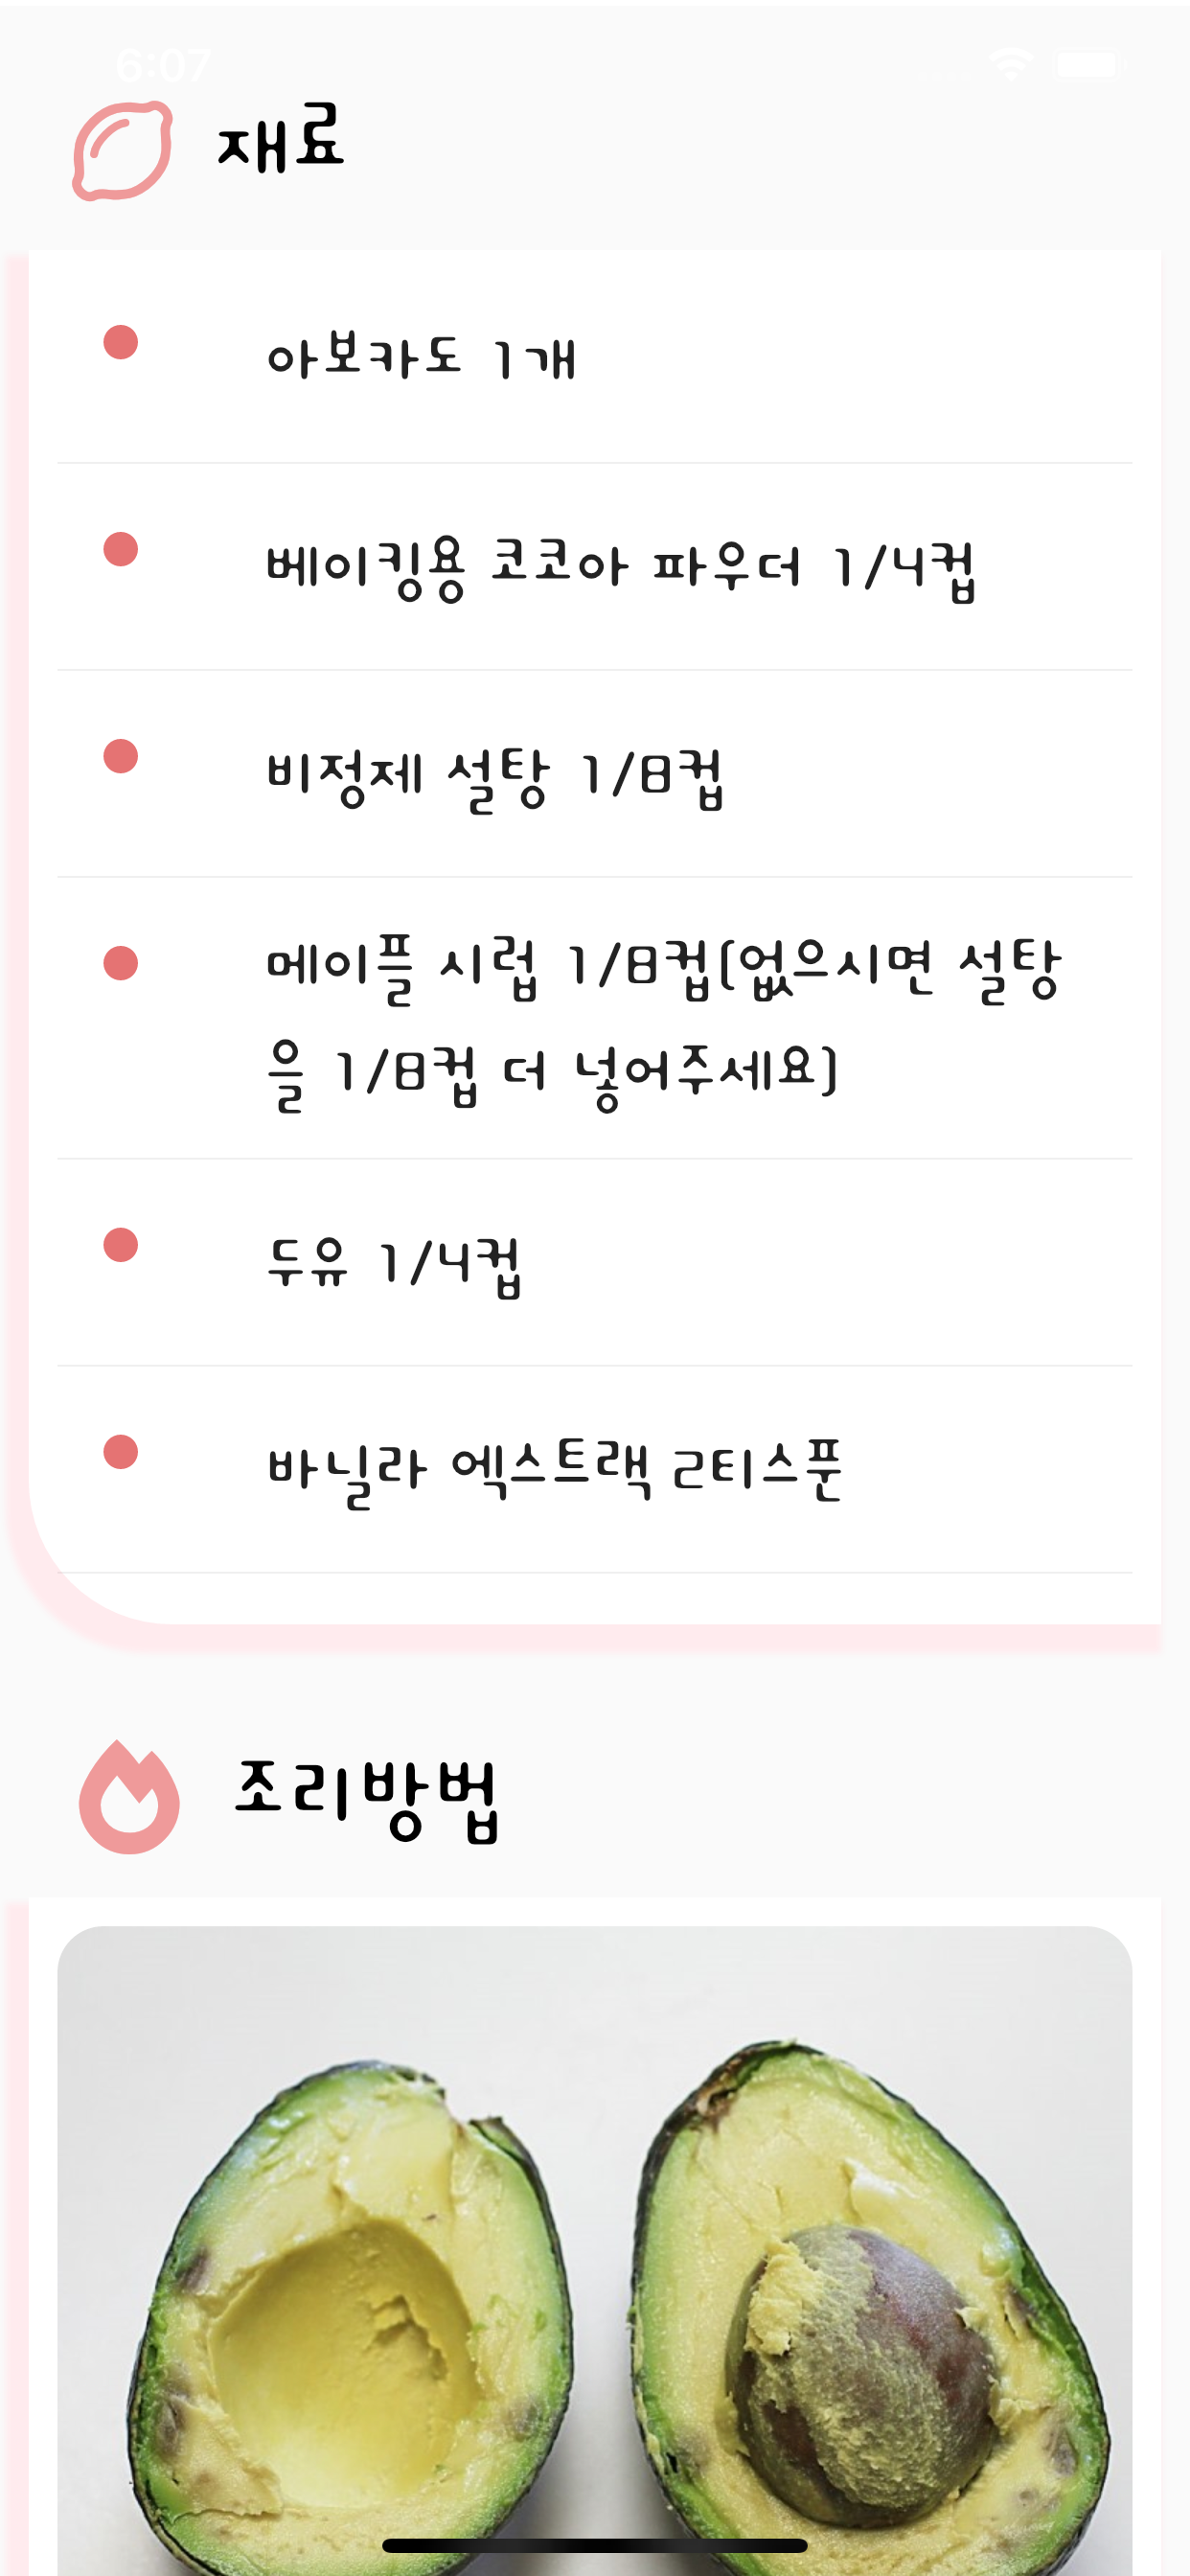 6:07
재료
아보카도 1개
베이킹용 코코아 파우더 1/4컵
비정제 설탕 1/8컵
메이플 시럽 1/8컵(없으시면 설탕
을 1/8컵 더 넣어주세요)
두유 1/4컵
바닐라 엑스트랙 2티스푼
조리방법